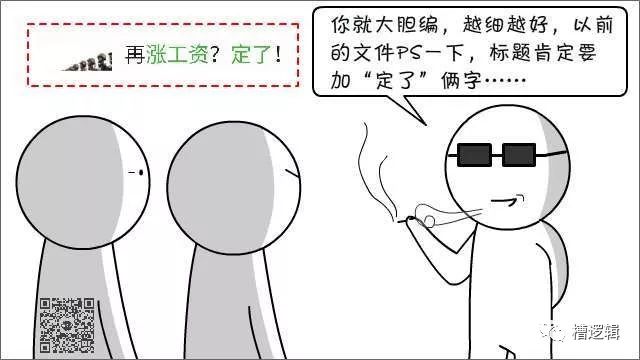 再涨工资？定了！
你就大胆编，越细越好，以前
的文件PS一下，标题肯定要
加“定了”俩字……
槽逻辑